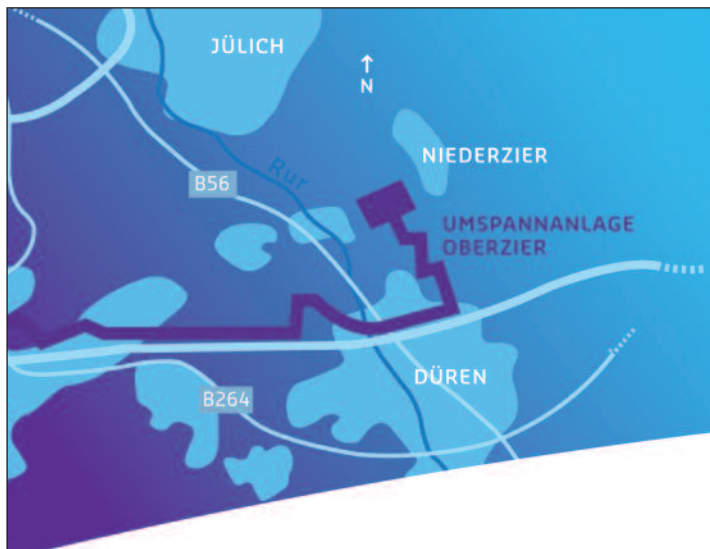 JÜLICH
↑
N
NIEDERZIER
Rur
B56
UMSPANNANLAGE
OBERZIER
DÜREN
B264